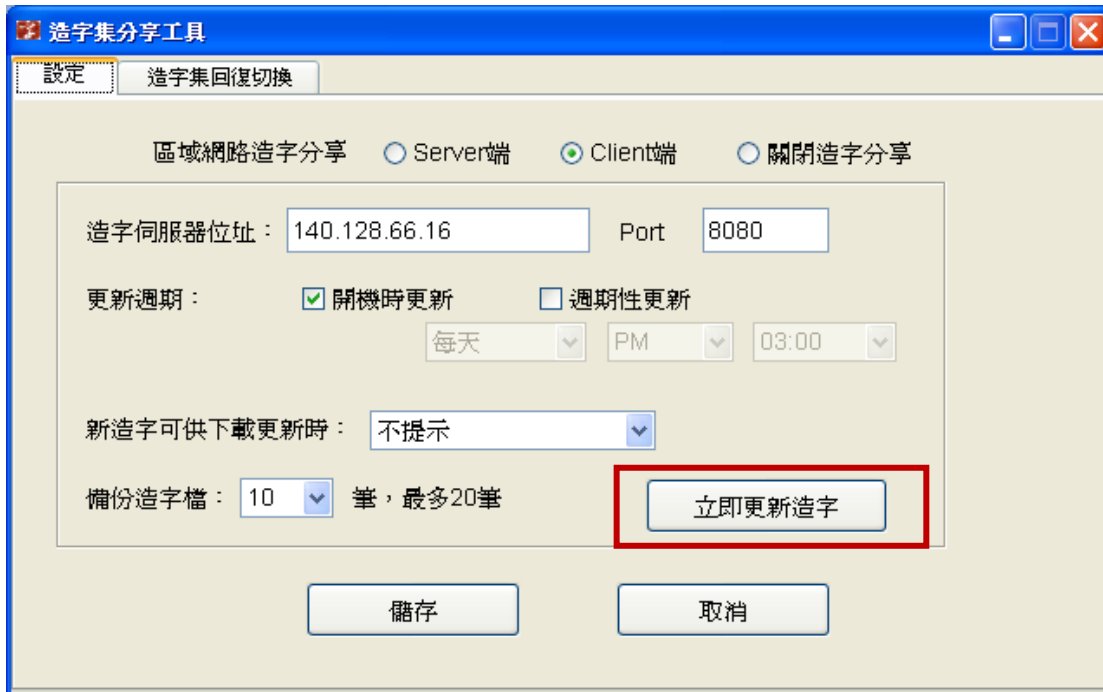 造字集分享工具
設定 造字集回復切換
區域網路造字分享 Server端 Client端 關閉造字分享
造字伺服器位址： 140.128.66.16 Port 8080
更新週期： 開機時更新 週期性更新
每天 PM 03:00
新造字可供下載更新時： 不提示
備份造字檔： 10 筆，最多20筆
立即更新造字
儲存 取消